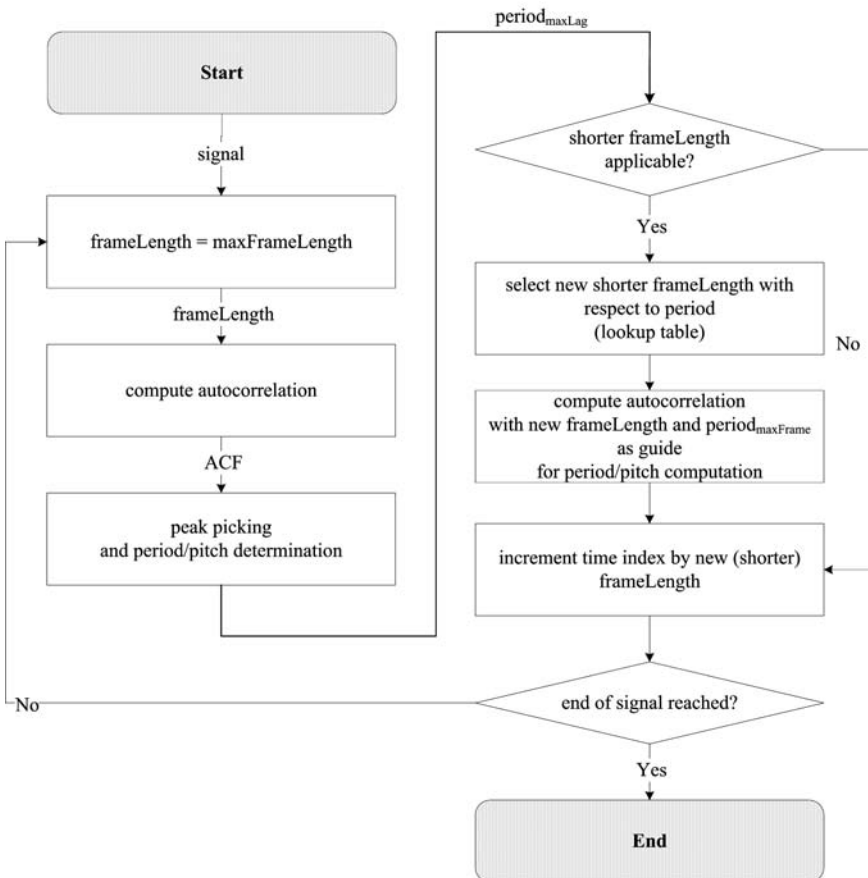 Start
signal
frameLength = maxFrameLength
frameLength
compute autocorrelation
ACF
peak picking
and period/pitch determination
period_maxLag
shorter frameLength
applicable?
Yes
select new shorter frameLength with
respect to period
(lookup table)
No
compute autocorrelation
with new frameLength and period_maxFrame
as guide
for period/pitch computation
increment time index by new (shorter)
frameLength
end of signal reached?
No
Yes
End